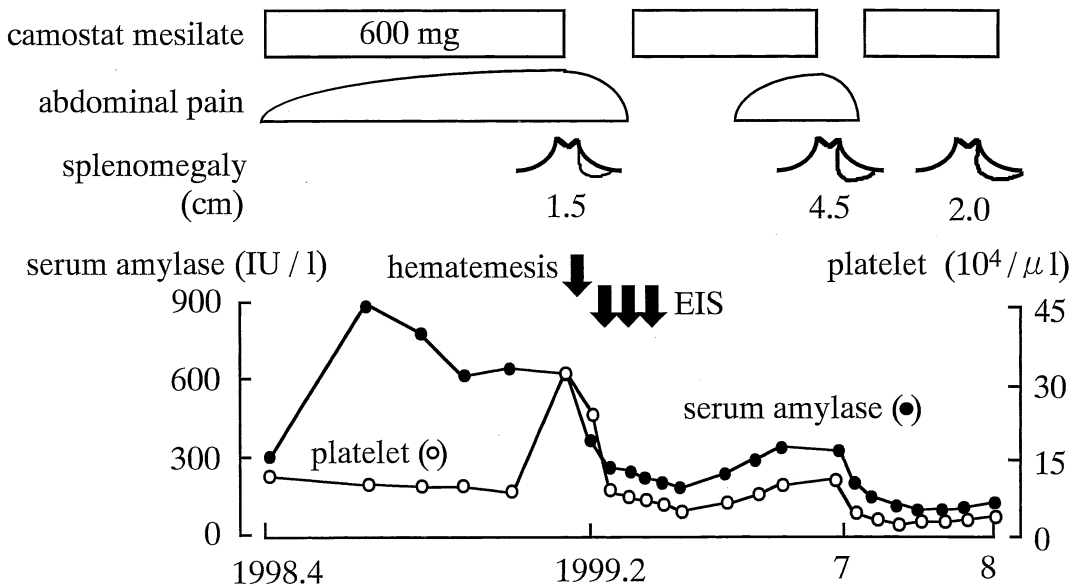 camostat mesilate
600 mg
abdominal pain
splenomegaly
(cm)
1.5
4.5
2.0
serum amylase (IU / l)
hematemesis
platelet (10⁴/μl)
EIS
900
600
300
0
45
30
15
0
serum amylase (●)
platelet (○)
1998.4
1999.2
7
8